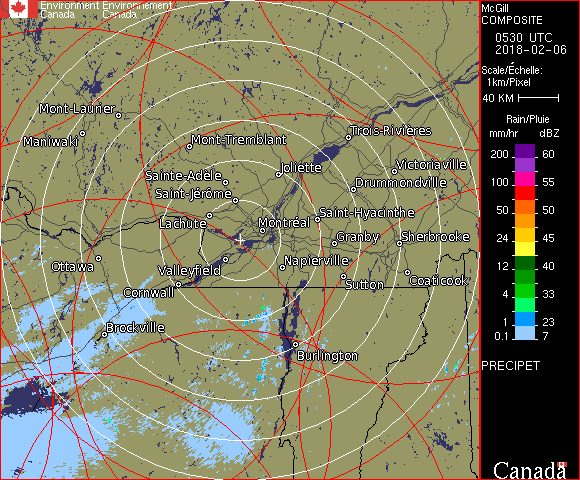 Environment Environnement
Canada Canada
McGill
COMPOSITE
0530 UTC
2018-02-06
Scale/Échelle:
1km/Pixel
40 KM
Rain/Pluie
mm/hr dBZ
200 60
100 55
50 50
24 45
12 40
4 33
1 23
0.1 7
PRECIPET
Canada
Mont-Laurier
Maniwaki
Mont-Tremblant
Trois-Rivières
Joliette
Victoriaville
Sainte-Adèle
Drummondville
Saint-Jérôme
Saint-Hyacinthe
Lachute
Montréal
Granby
Sherbrooke
Ottawa
Valleyfield
Napierville
Cornwall
Sutton
Coaticook
Brockville
Burlington